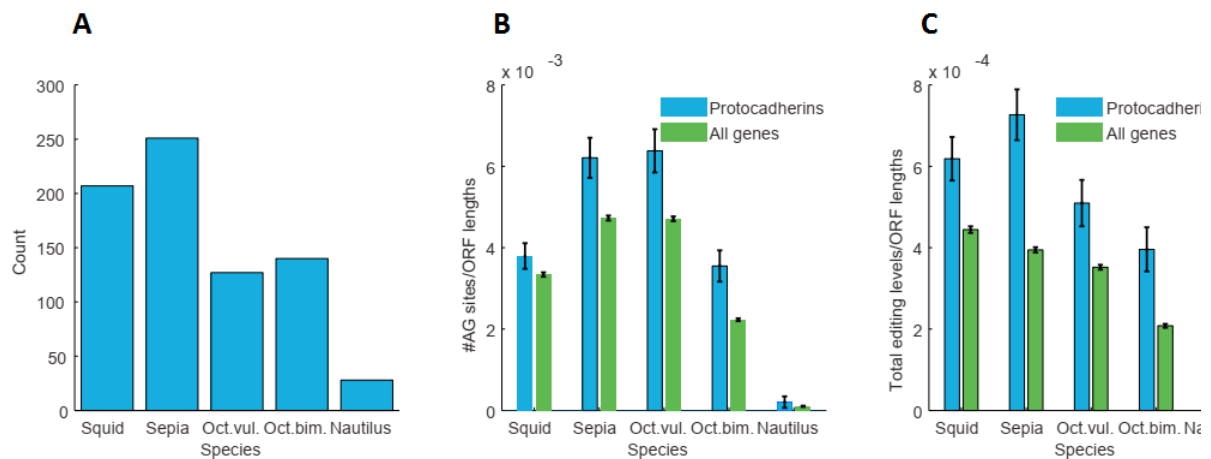 A
300
250
200
150
100
50
0
Count
Squid Sepia Oct.vul. Oct.bim. Nautilus
Species
B
x 10 -3
8
6
4
2
0
#AG sites/ORF lengths
Protocadherins
All genes
Squid Sepia Oct.vul. Oct.bim. Nautilus
Species
C
x 10 -4
8
6
4
2
0
Total editing levels/ORF lengths
Protocadheri
All genes
Squid Sepia Oct.vul. Oct.bim. Na
Species